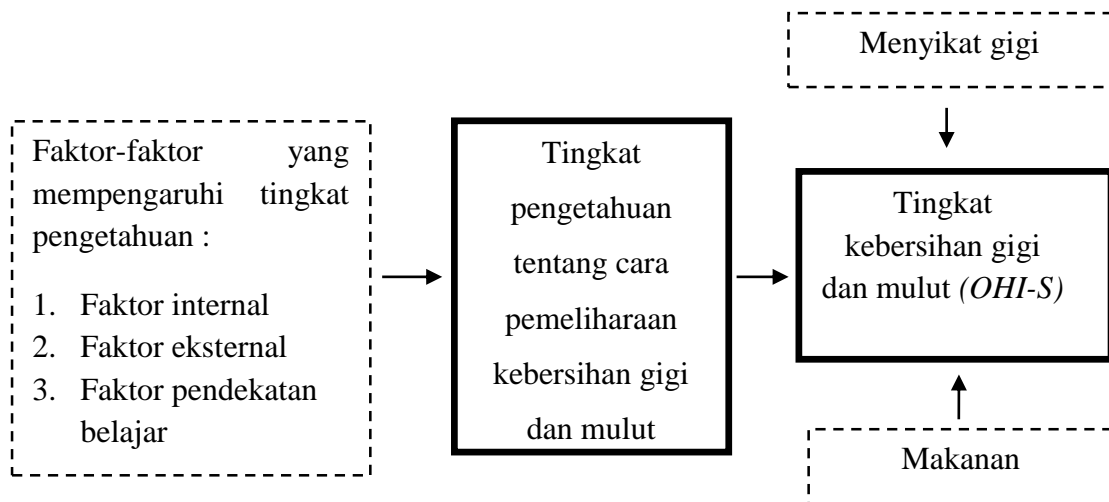 Menyikat gigi
Faktor-faktor yang
mempengaruhi tingkat
pengetahuan :
1. Faktor internal
2. Faktor eksternal
3. Faktor pendekatan
belajar
Tingkat
pengetahuan
tentang cara
pemeliharaan
kebersihan gigi
dan mulut
Tingkat
kebersihan gigi
dan mulut (OHI-S)
Makanan